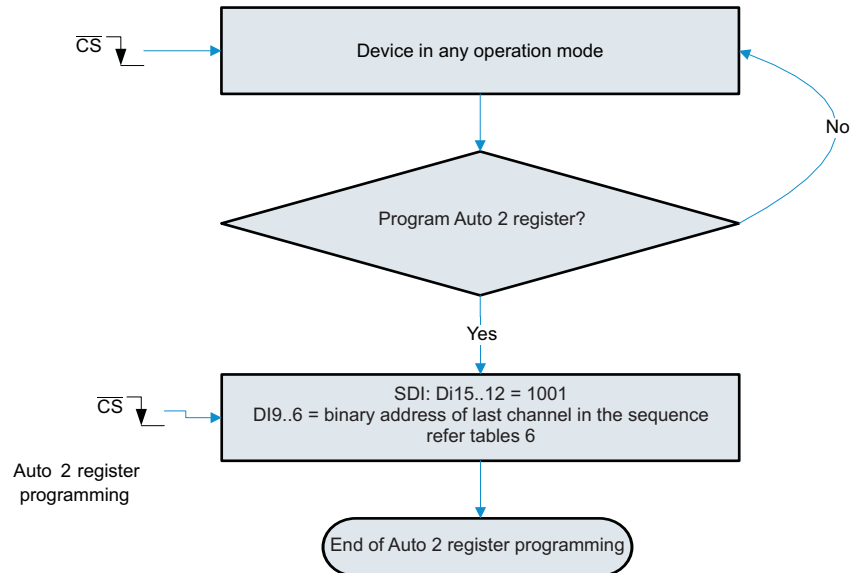 CS
Device in any operation mode
No
Program Auto 2 register?
Yes
CS
SDI: Di15..12 = 1001
DI9..6 = binary address of last channel in the sequence
refer tables 6
Auto 2 register
programming
End of Auto 2 register programming